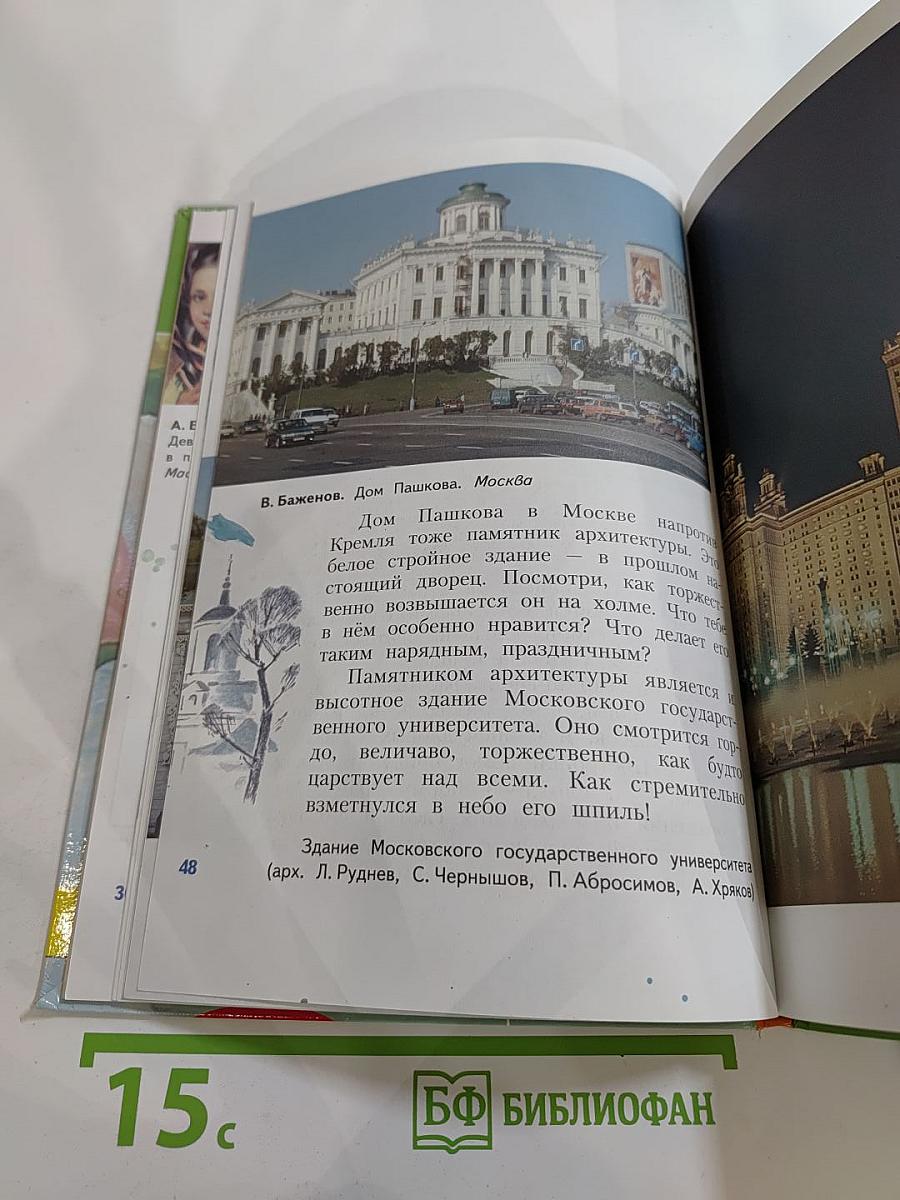 А. В
Дев
в п
Мос
В. Баженов. Дом Пашкова. Москва
Дом Пашкова в Москве напротив
Кремля тоже памятник архитектуры. Это
белое стройное здание — в прошлом на-
стоящий дворец. Посмотри, как торжест-
венно возвышается он на холме. Что тебе
в нём особенно нравится? Что делает его
таким нарядным, праздничным?
Памятником архитектуры является и
высотное здание Московского государст-
венного университета. Оно смотрится гор-
до, величаво, торжественно, как будто
царствует над всеми. Как стремительно
взметнулся в небо его шпиль!
Здание Московского государственного университета
(арх. Л. Руднев, С. Чернышов, П. Абросимов, А. Хряков)
48
3
15 с
БФ БИБЛИОФАН